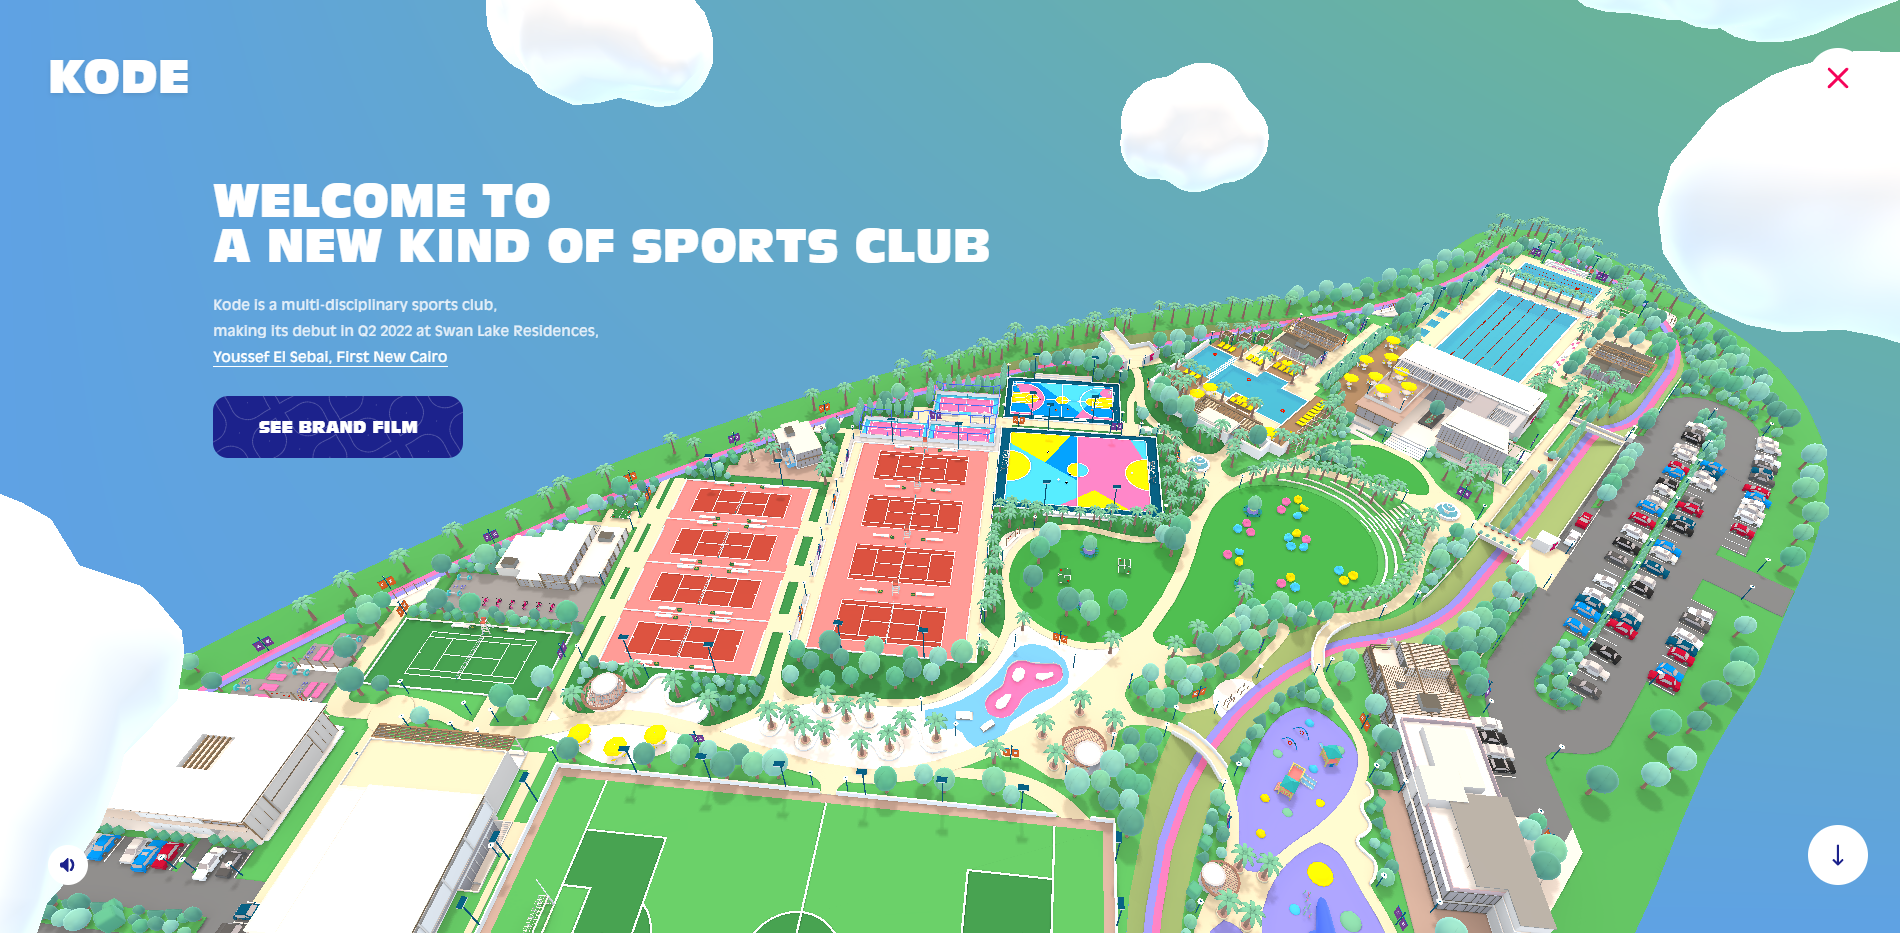 KODE
WELCOME TO
A NEW KIND OF SPORTS CLUB
Kode is a multi-disciplinary sports club,
making its debut in Q2 2022 at Swan Lake Residences,
Youssef El Sebai, First New Cairo
SEE BRAND FILM